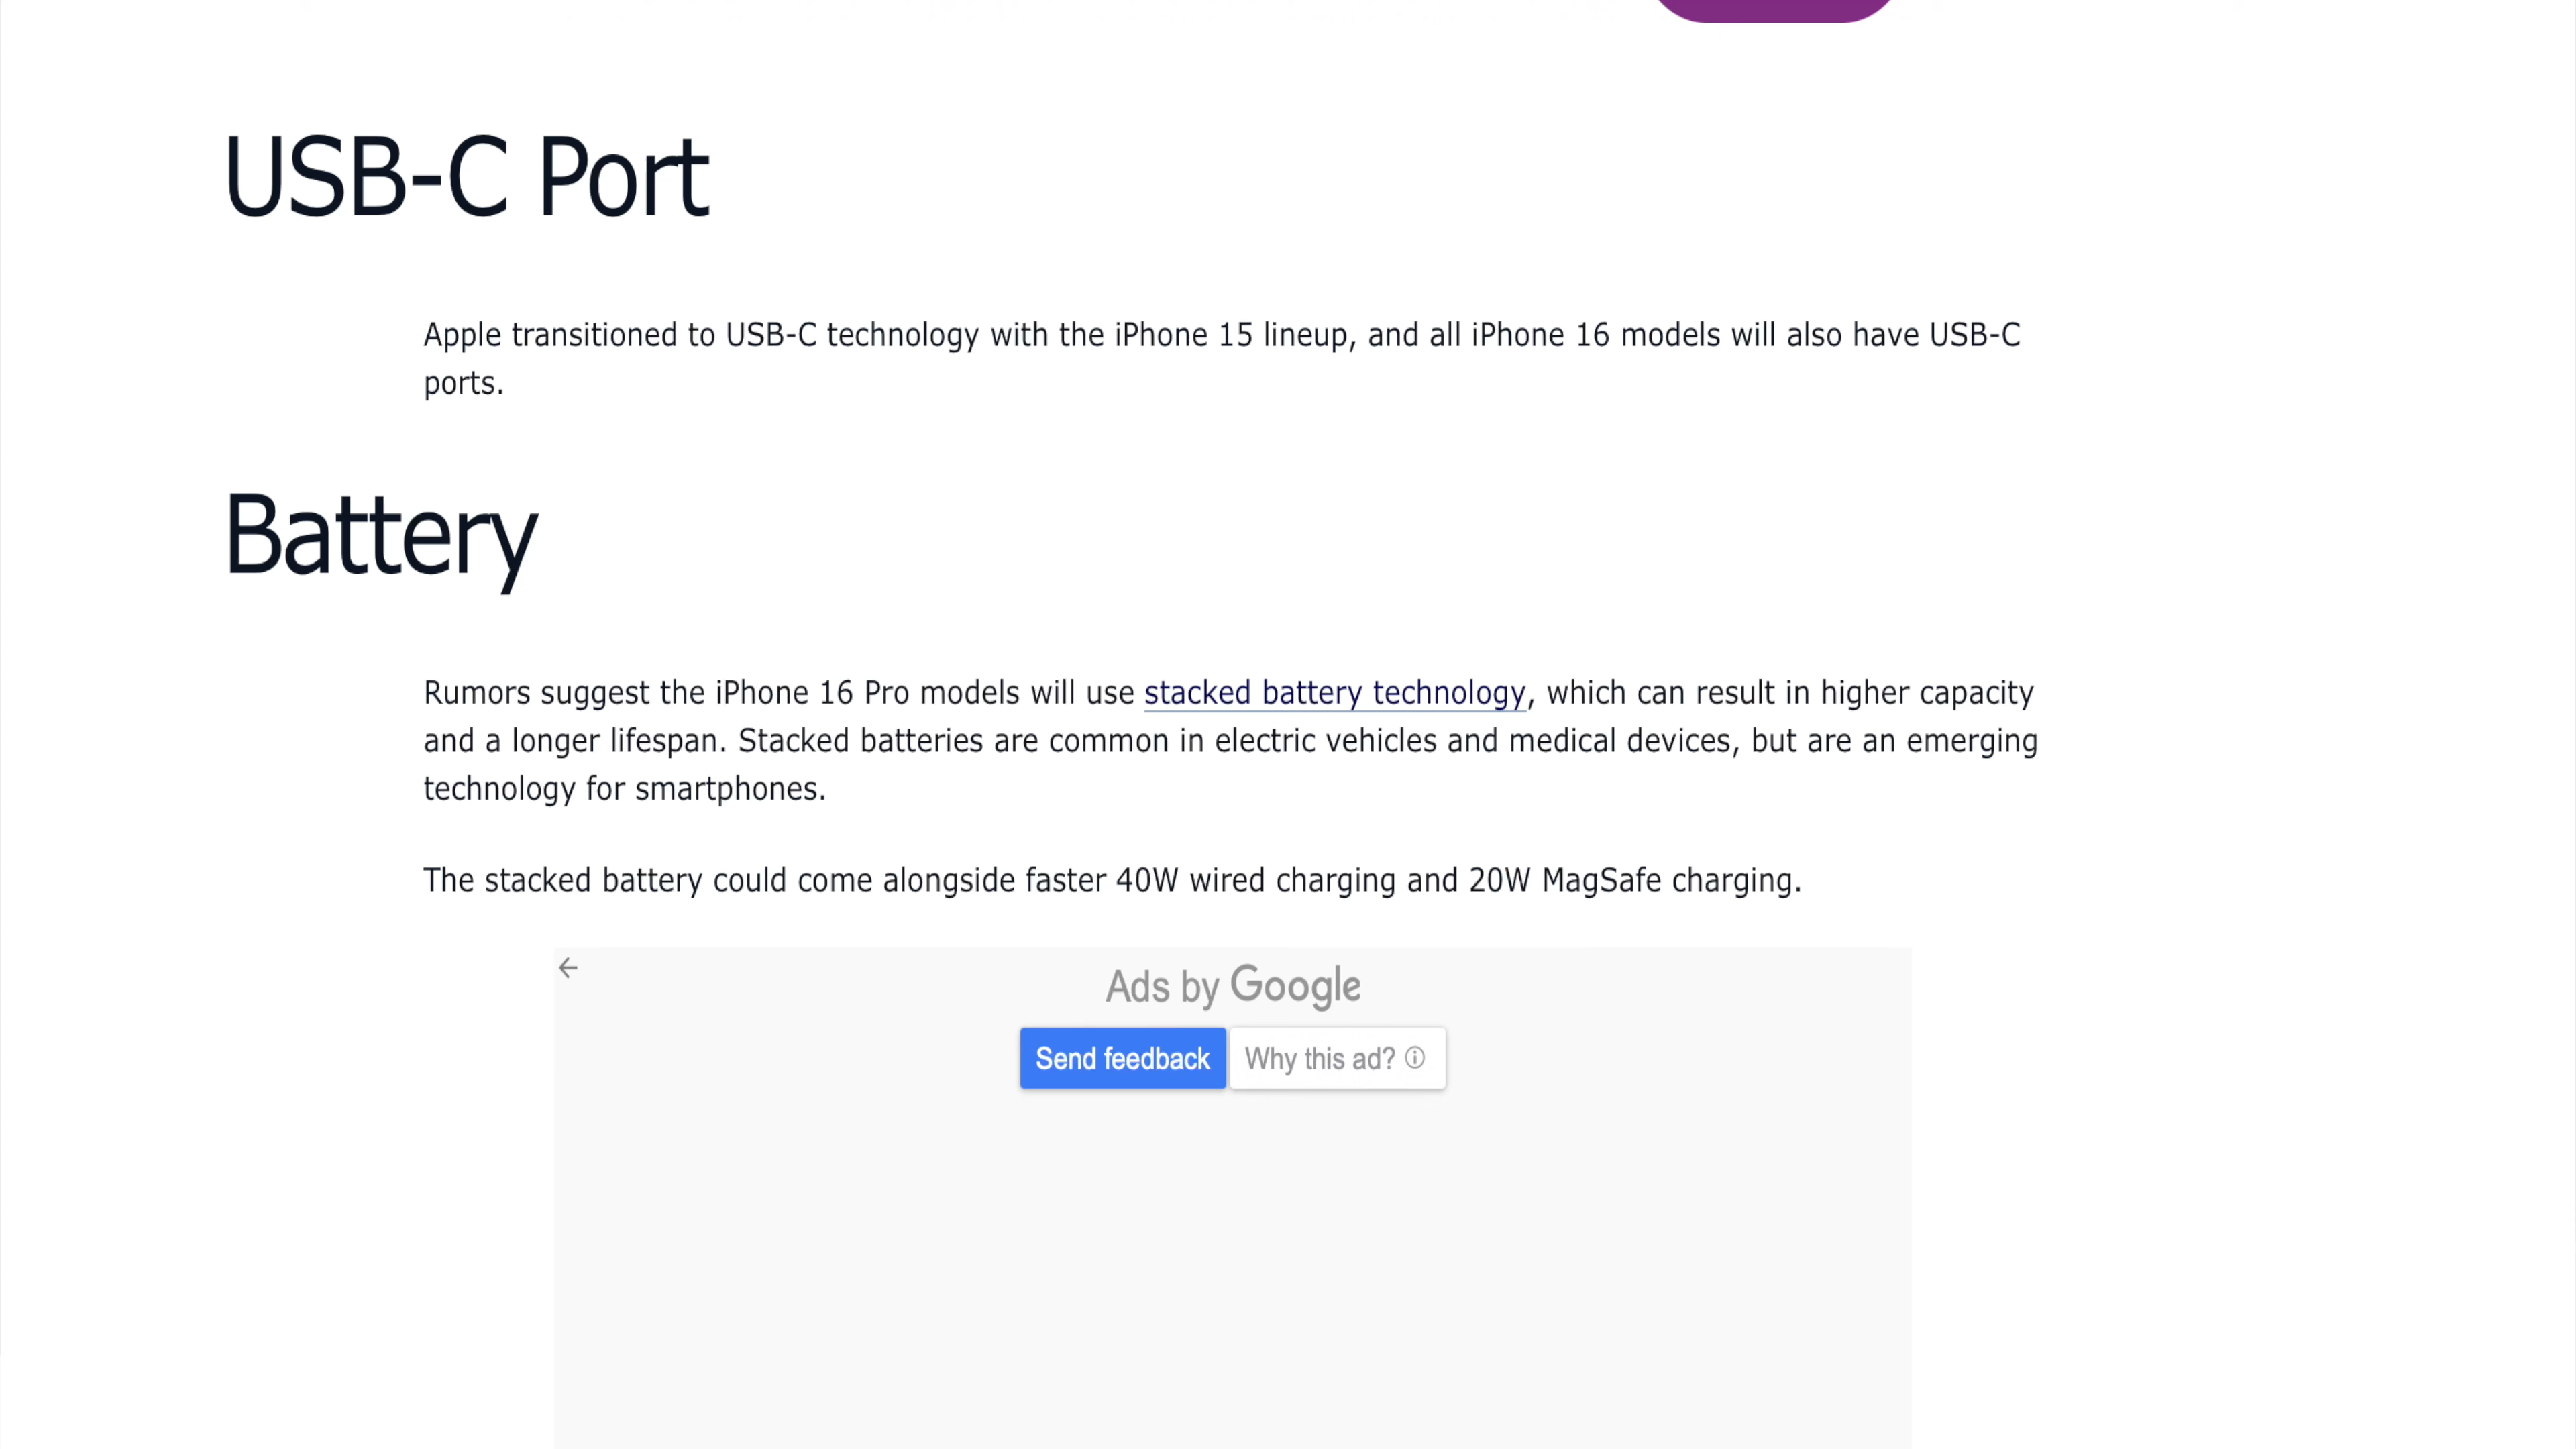 USB-C Port
Apple transitioned to USB-C technology with the iPhone 15 lineup, and all iPhone 16 models will also have USB-C
ports.
Battery
Rumors suggest the iPhone 16 Pro models will use stacked battery technology, which can result in higher capacity
and a longer lifespan. Stacked batteries are common in electric vehicles and medical devices, but are an emerging
technology for smartphones.
The stacked battery could come alongside faster 40W wired charging and 20W MagSafe charging.
Ads by Google
Send feedback Why this ad?